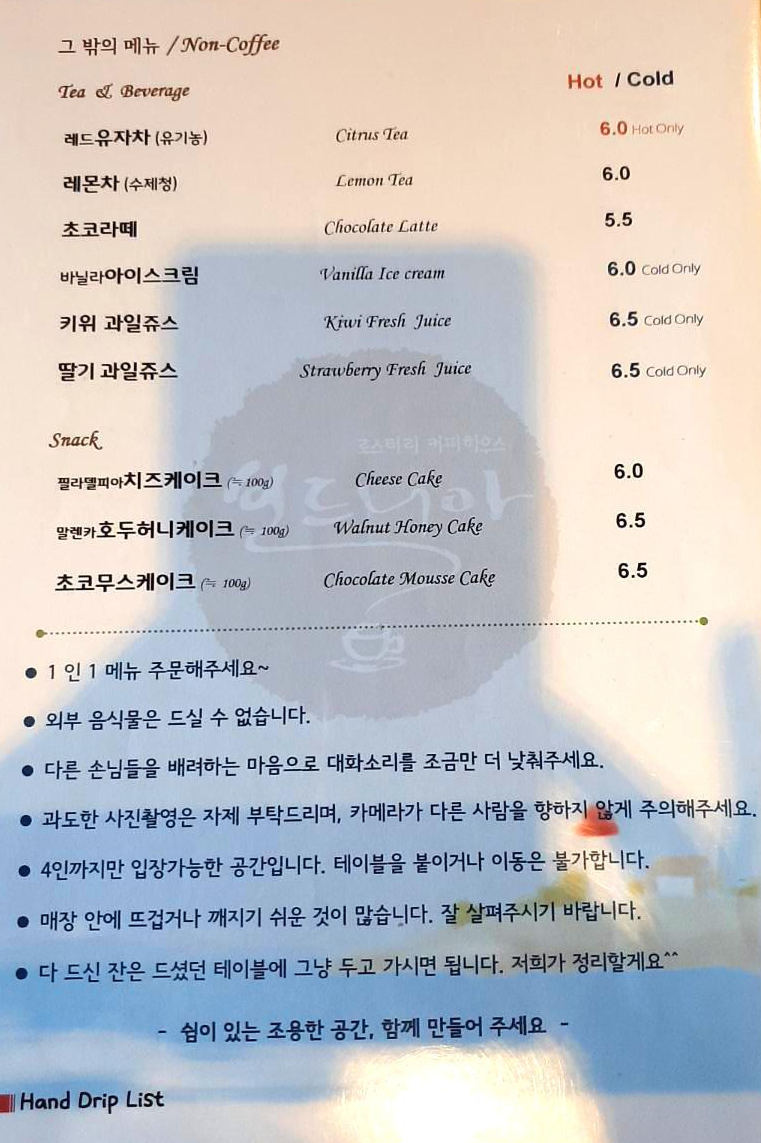 그 밖의 메뉴 / Non-Coffee
Tea & Beverage Hot / Cold
레드유자차 (유기농) Citrus Tea 6.0 Hot Only
레몬차 (수제청) Lemon Tea 6.0
초코라떼 Chocolate Latte 5.5
바닐라아이스크림 Vanilla Ice cream 6.0 Cold Only
키위 과일쥬스 Kiwi Fresh Juice 6.5 Cold Only
딸기 과일쥬스 Strawberry Fresh Juice 6.5 Cold Only
Snack
로스터리 커피하우스
필라델피아치즈케이크 (≒ 100g) Cheese Cake 6.0
말렌카호두허니케이크 (≒ 100g) Walnut Honey Cake 6.5
초코무스케이크 (≒ 100g) Chocolate Mousse Cake 6.5
● 1 인 1 메뉴 주문해주세요~
● 외부 음식물은 드실 수 없습니다.
● 다른 손님들을 배려하는 마음으로 대화소리를 조금만 더 낮춰주세요.
● 과도한 사진촬영은 자제 부탁드리며, 카메라가 다른 사람을 향하지 않게 주의해주세요.
● 4인까지만 입장가능한 공간입니다. 테이블을 붙이거나 이동은 불가합니다.
● 매장 안에 뜨겁거나 깨지기 쉬운 것이 많습니다. 잘 살펴주시기 바랍니다.
● 다 드신 잔은 드셨던 테이블에 그냥 두고 가시면 됩니다. 저희가 정리할게요^^
- 쉼이 있는 조용한 공간, 함께 만들어 주세요 -
Hand Drip List